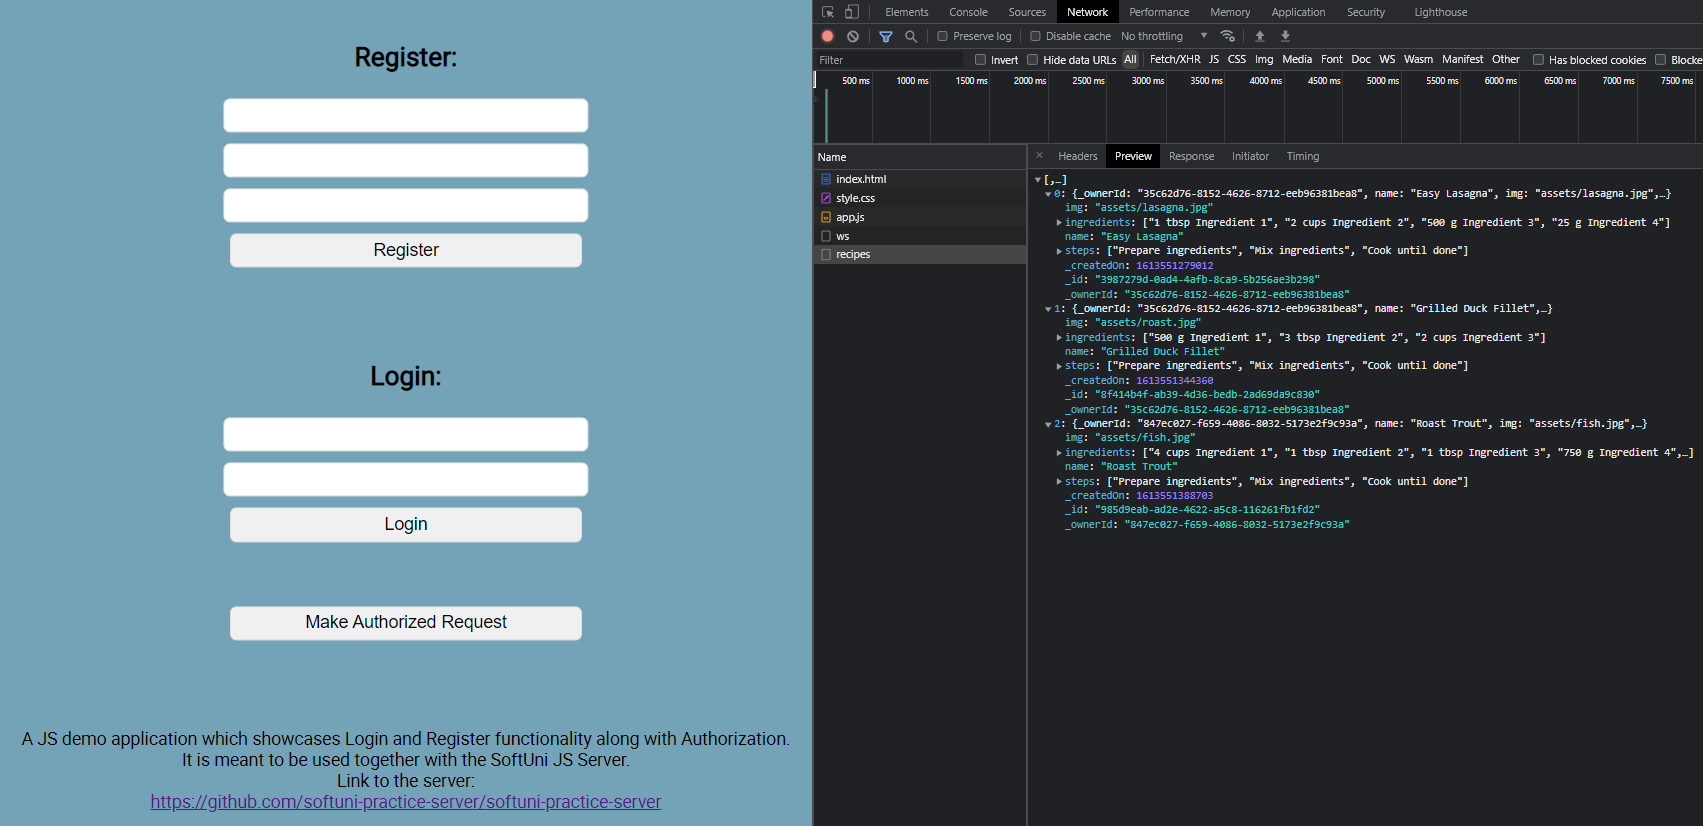 Register:
Register
Login:
Login
Make Authorized Request
A JS demo application which showcases Login and Register functionality along with Authorization.
It is meant to be used together with the SoftUni JS Server.
Link to the server:
https://github.com/softuni-practice-server/softuni-practice-server
Elements Console Sources Network Performance Memory Application Security Lighthouse
Preserve log Disable cache No throttling
Filter Invert Hide data URLs All Fetch/XHR JS CSS Img Media Font Doc WS Wasm Manifest Other Has blocked cookies Blocke
500 ms 1000 ms 1500 ms 2000 ms 2500 ms 3000 ms 3500 ms 4000 ms 4500 ms 5000 ms 5500 ms 6000 ms 6500 ms 7000 ms 7500 ms
Name
index.html
style.css
app.js
ws
recipes
× Headers Preview Response Initiator Timing
[,…]
0: {_ownerId: "35c62d76-8152-4626-8712-eeb96381bea8", name: "Easy Lasagna", img: "assets/lasagna.jpg",…}
img: "assets/lasagna.jpg"
ingredients: ["1 tbsp Ingredient 1", "2 cups Ingredient 2", "500 g Ingredient 3", "25 g Ingredient 4"]
name: "Easy Lasagna"
steps: ["Prepare ingredients", "Mix ingredients", "Cook until done"]
_createdOn: 1613551279012
_id: "3987279d-0ad4-4afb-8ca9-5b256ae3b298"
_ownerId: "35c62d76-8152-4626-8712-eeb96381bea8"
1: {_ownerId: "35c62d76-8152-4626-8712-eeb96381bea8", name: "Grilled Duck Fillet",…}
img: "assets/roast.jpg"
ingredients: ["500 g Ingredient 1", "3 tbsp Ingredient 2", "2 cups Ingredient 3"]
name: "Grilled Duck Fillet"
steps: ["Prepare ingredients", "Mix ingredients", "Cook until done"]
_createdOn: 1613551344360
_id: "8f414b4f-ab39-4d36-bedb-2ad69da9c830"
_ownerId: "35c62d76-8152-4626-8712-eeb96381bea8"
2: {_ownerId: "847ec027-f659-4086-8032-5173e2f9c93a", name: "Roast Trout", img: "assets/fish.jpg",…}
img: "assets/fish.jpg"
ingredients: ["4 cups Ingredient 1", "1 tbsp Ingredient 2", "1 tbsp Ingredient 3", "750 g Ingredient 4",…]
name: "Roast Trout"
steps: ["Prepare ingredients", "Mix ingredients", "Cook until done"]
_createdOn: 1613551388703
_id: "985d9eab-ad2e-4622-a5c8-116261fb1fd2"
_ownerId: "847ec027-f659-4086-8032-5173e2f9c93a"